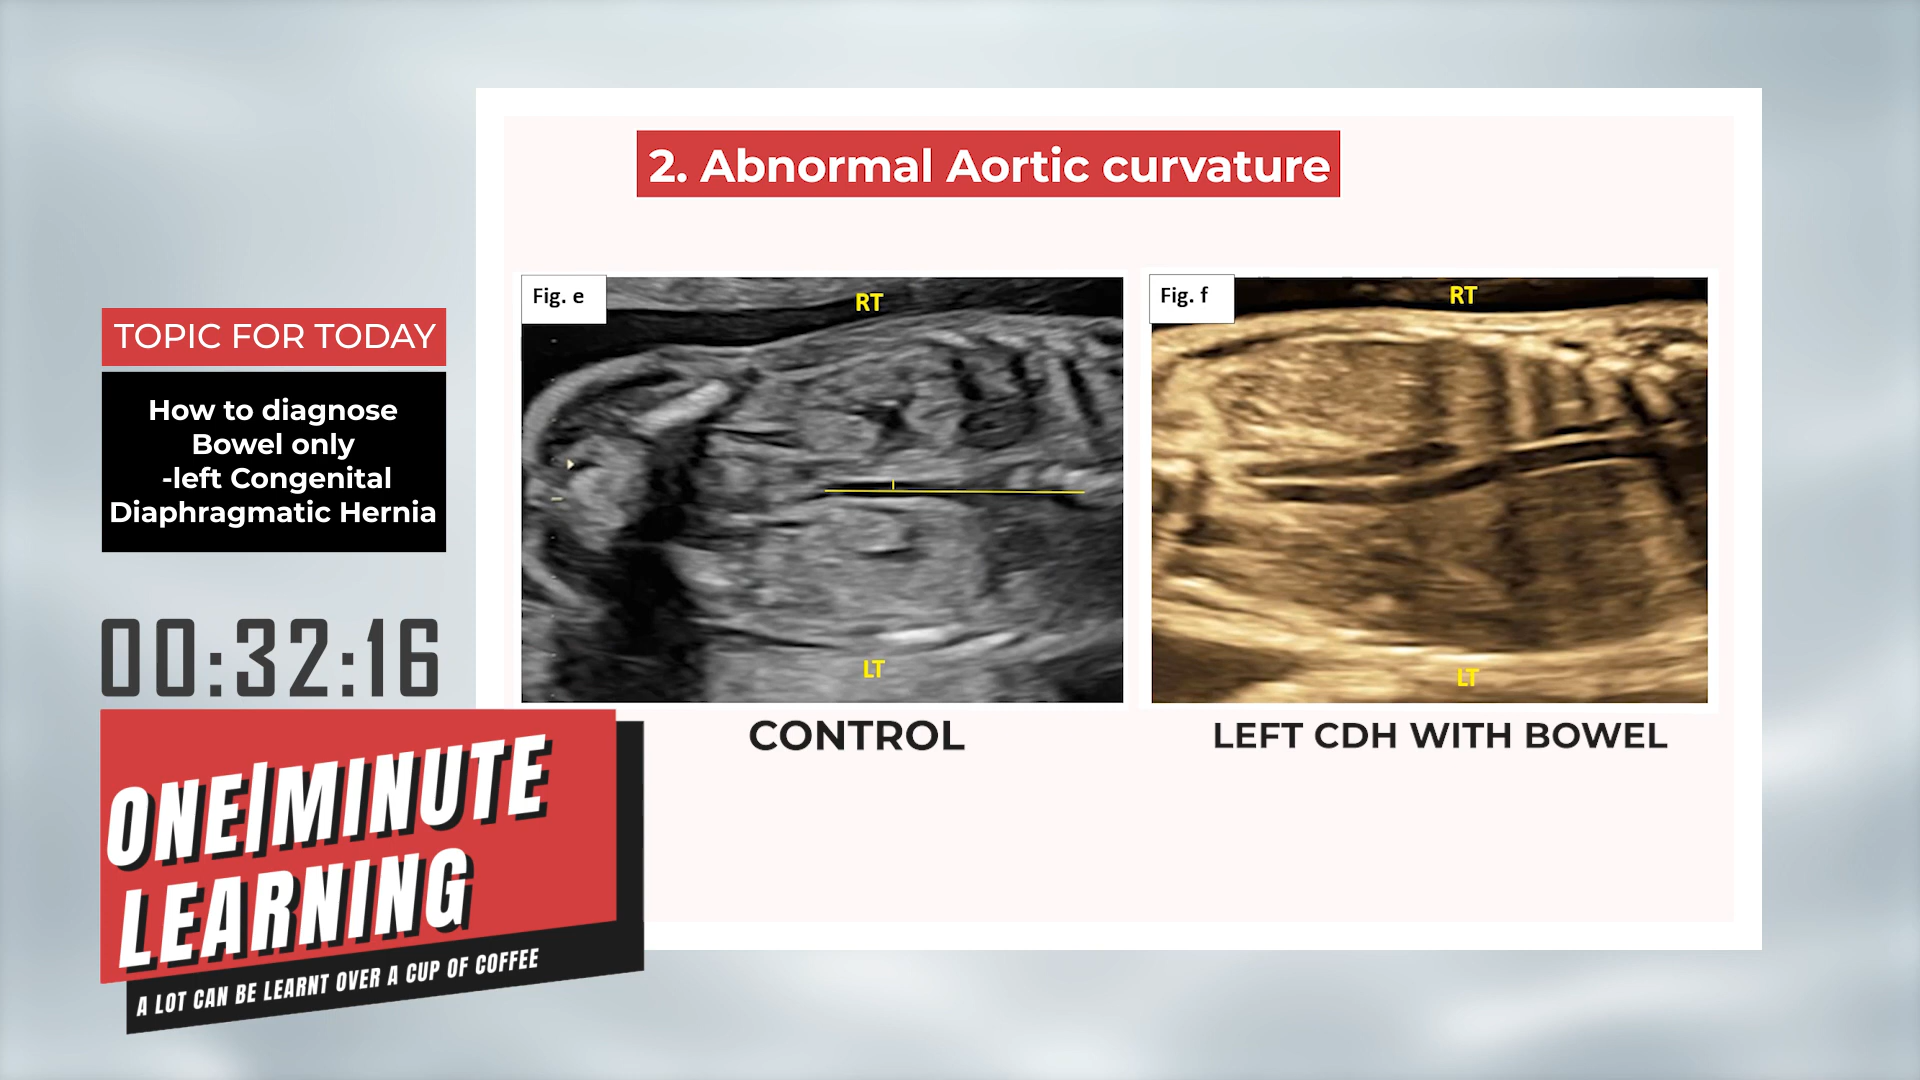 2. Abnormal Aortic curvature
Fig. e
RT
LT
Fig. f
RT
LT
CONTROL
LEFT CDH WITH BOWEL
TOPIC FOR TODAY
How to diagnose
Bowel only
-left Congenital
Diaphragmatic Hernia
00:32:16
ONE|MINUTE
LEARNING
A LOT CAN BE LEARNT OVER A CUP OF COFFEE